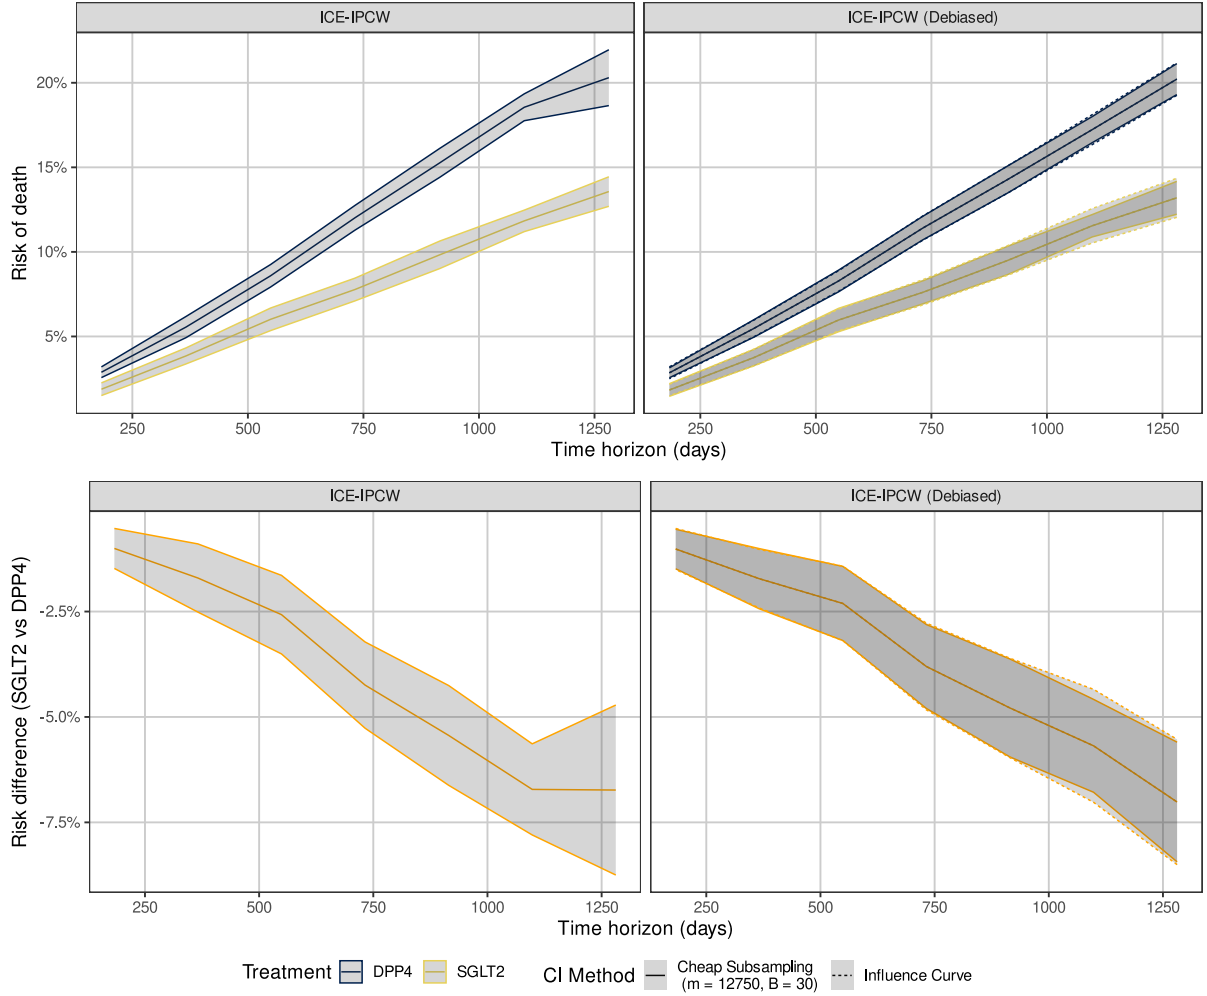 ICE-IPCW
ICE-IPCW (Debiased)
Risk of death
20%
15%
10%
5%
250
500
750
1000
1250
250
500
750
1000
1250
Time horizon (days)
ICE-IPCW
ICE-IPCW (Debiased)
Risk difference (SGLT2 vs DPP4)
-2.5%
-5.0%
-7.5%
250
500
750
1000
1250
250
500
750
1000
1250
Time horizon (days)
Treatment
DPP4
SGLT2
CI Method
Cheap Subsampling
(m = 12750, B = 30)
Influence Curve